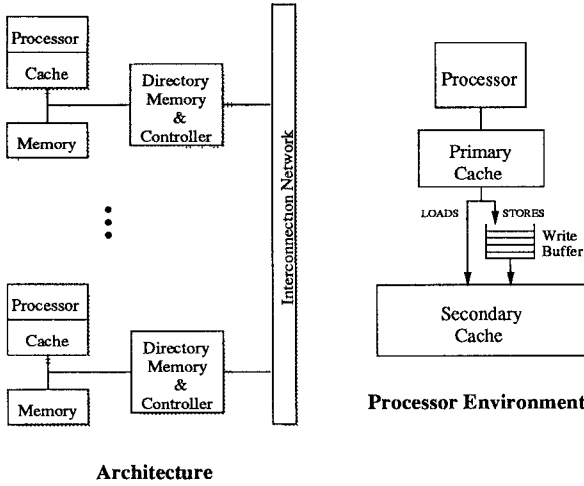 Processor
Cache
Memory
Directory
Memory
&
Controller
Interconnection Network
Processor
Cache
Memory
Directory
Memory
&
Controller
Architecture
Processor
Primary
Cache
LOADS
STORES
Write
Buffer
Secondary
Cache
Processor Environment